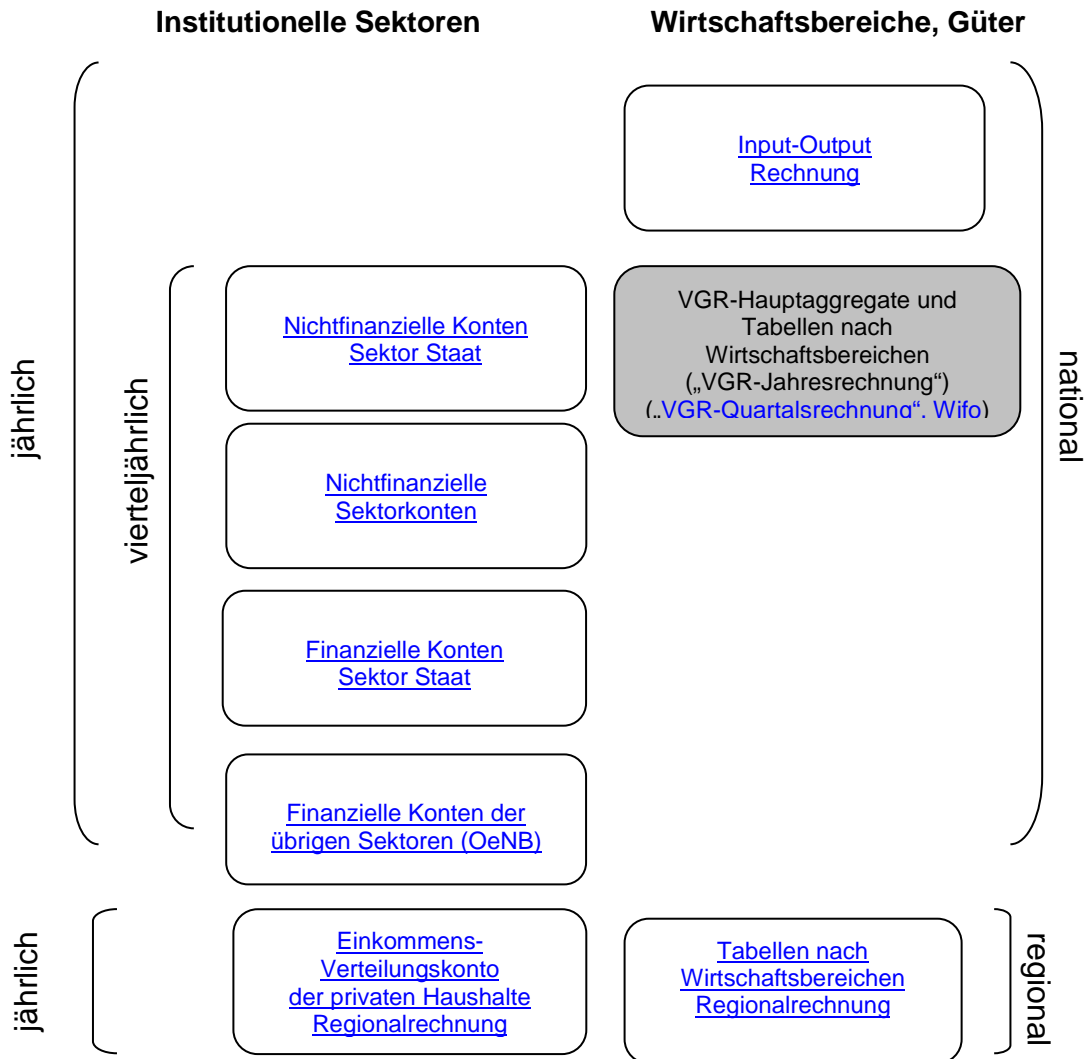 Institutionelle Sektoren
Wirtschaftsbereiche, Güter
Input-Output
Rechnung
jährlich
vierteljährlich
Nichtfinanzielle Konten
Sektor Staat
VGR-Hauptaggregate und
Tabellen nach
Wirtschaftsbereichen
(„VGR-Jahresrechnung“)
(„VGR-Quartalsrechnung“, Wifo)
national
Nichtfinanzielle
Sektorkonten
Finanzielle Konten
Sektor Staat
Finanzielle Konten der
übrigen Sektoren (OeNB)
jährlich
Einkommens-
Verteilungskonto
der privaten Haushalte
Regionalrechnung
Tabellen nach
Wirtschaftsbereichen
Regionalrechnung
regional